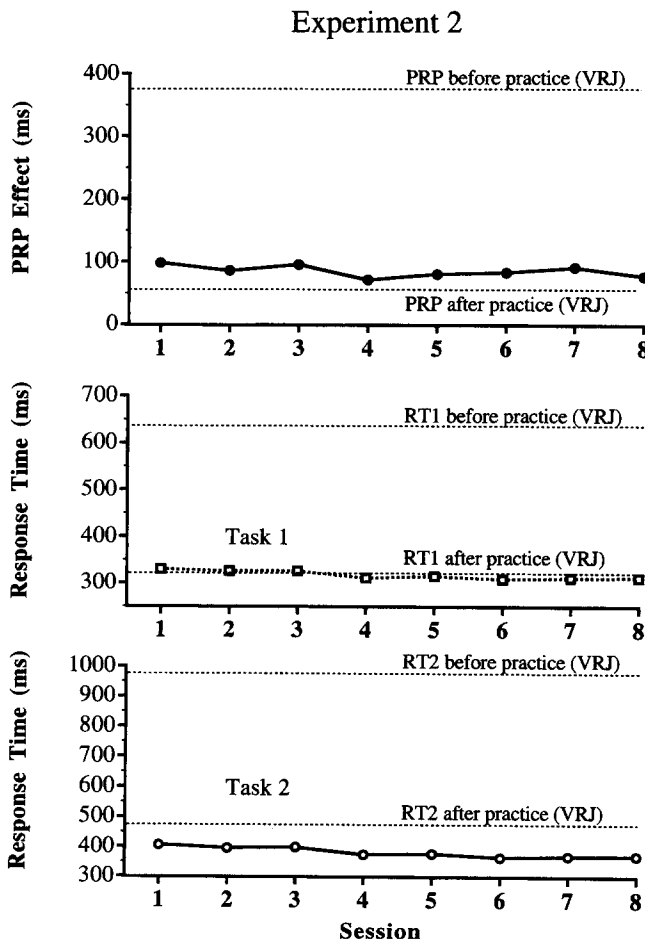 Experiment 2
PRP Effect (ms)
400
300
200
100
0
PRP before practice (VRJ)
PRP after practice (VRJ)
1 2 3 4 5 6 7 8
Response Time (ms)
700
600
500
400
300
RT1 before practice (VRJ)
Task 1
RT1 after practice (VRJ)
1 2 3 4 5 6 7 8
Response Time (ms)
1000
900
800
700
600
500
400
300
RT2 before practice (VRJ)
Task 2
RT2 after practice (VRJ)
1 2 3 4 5 6 7 8
Session